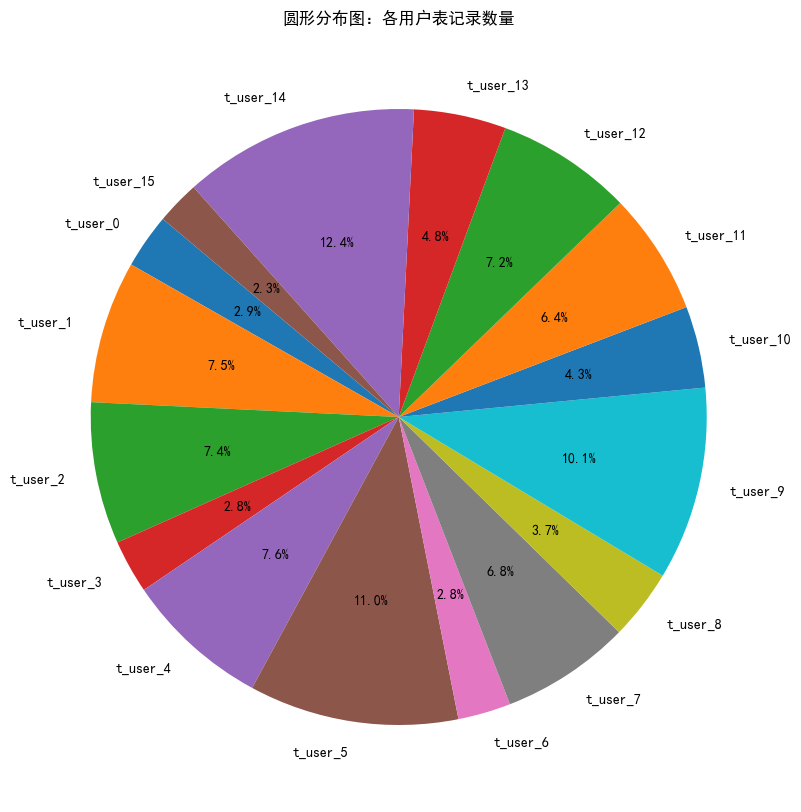 圆形分布图：各用户表记录数量
t_user_13
t_user_14
t_user_12
t_user_15
t_user_0
t_user_11
t_user_1
t_user_10
t_user_2
t_user_9
t_user_3
t_user_8
t_user_4
t_user_7
t_user_5
t_user_6
4.8%
12.4%
7.2%
2.3%
2.9%
6.4%
7.5%
4.3%
7.4%
10.1%
2.8%
3.7%
7.6%
6.8%
11.0%
2.8%